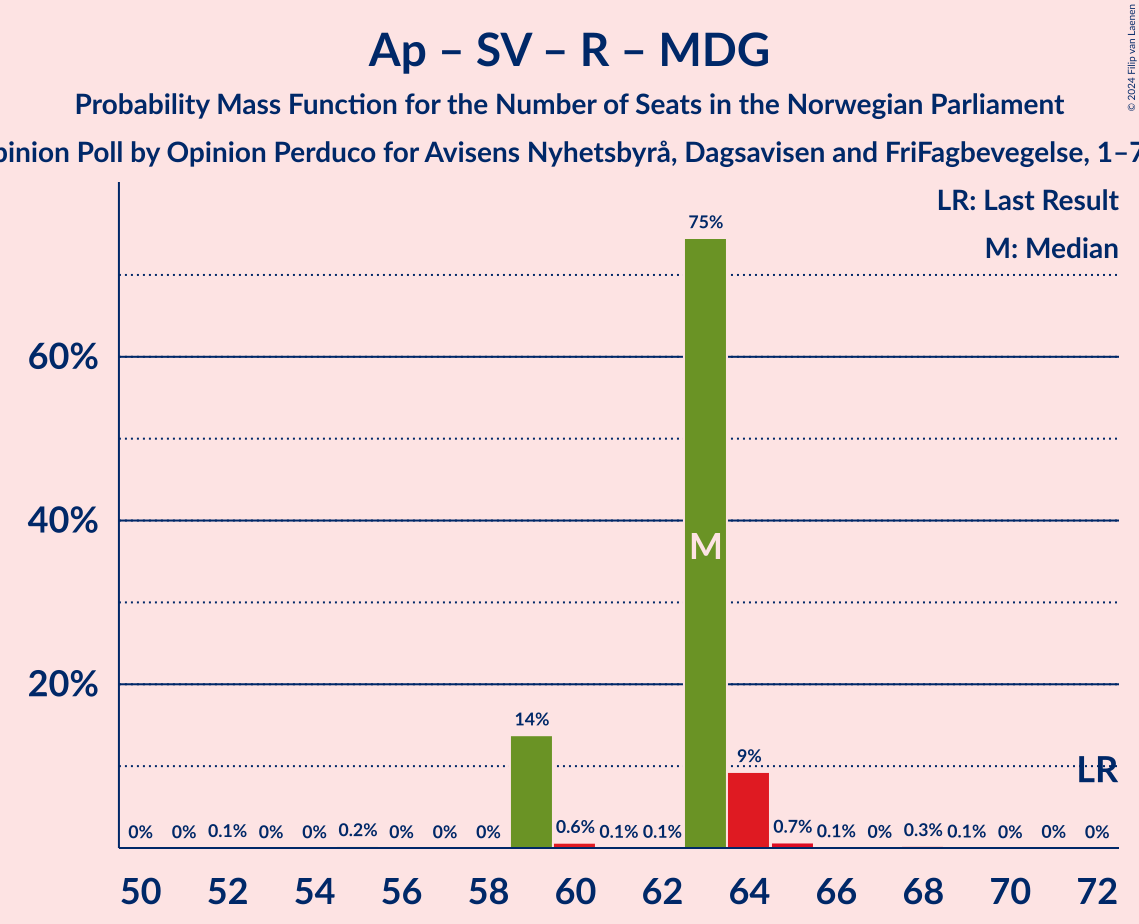 © 2024 Filip van Laenen
Ap – SV – R – MDG
Probability Mass Function for the Number of Seats in the Norwegian Parliament
pinion Poll by Opinion Perduco for Avisens Nyhetsbyrå, Dagsavisen and FriFagbevegelse, 1–7
LR: Last Result
M: Median
75%
60%
40%
M
20%
14%
9%
LR
0% 0% 0.1% 0% 0% 0.2% 0% 0% 0% 0.6% 0.1% 0.1% 0.7% 0.1% 0% 0.3% 0.1% 0% 0% 0%
50 52 54 56 58 60 62 64 66 68 70 72